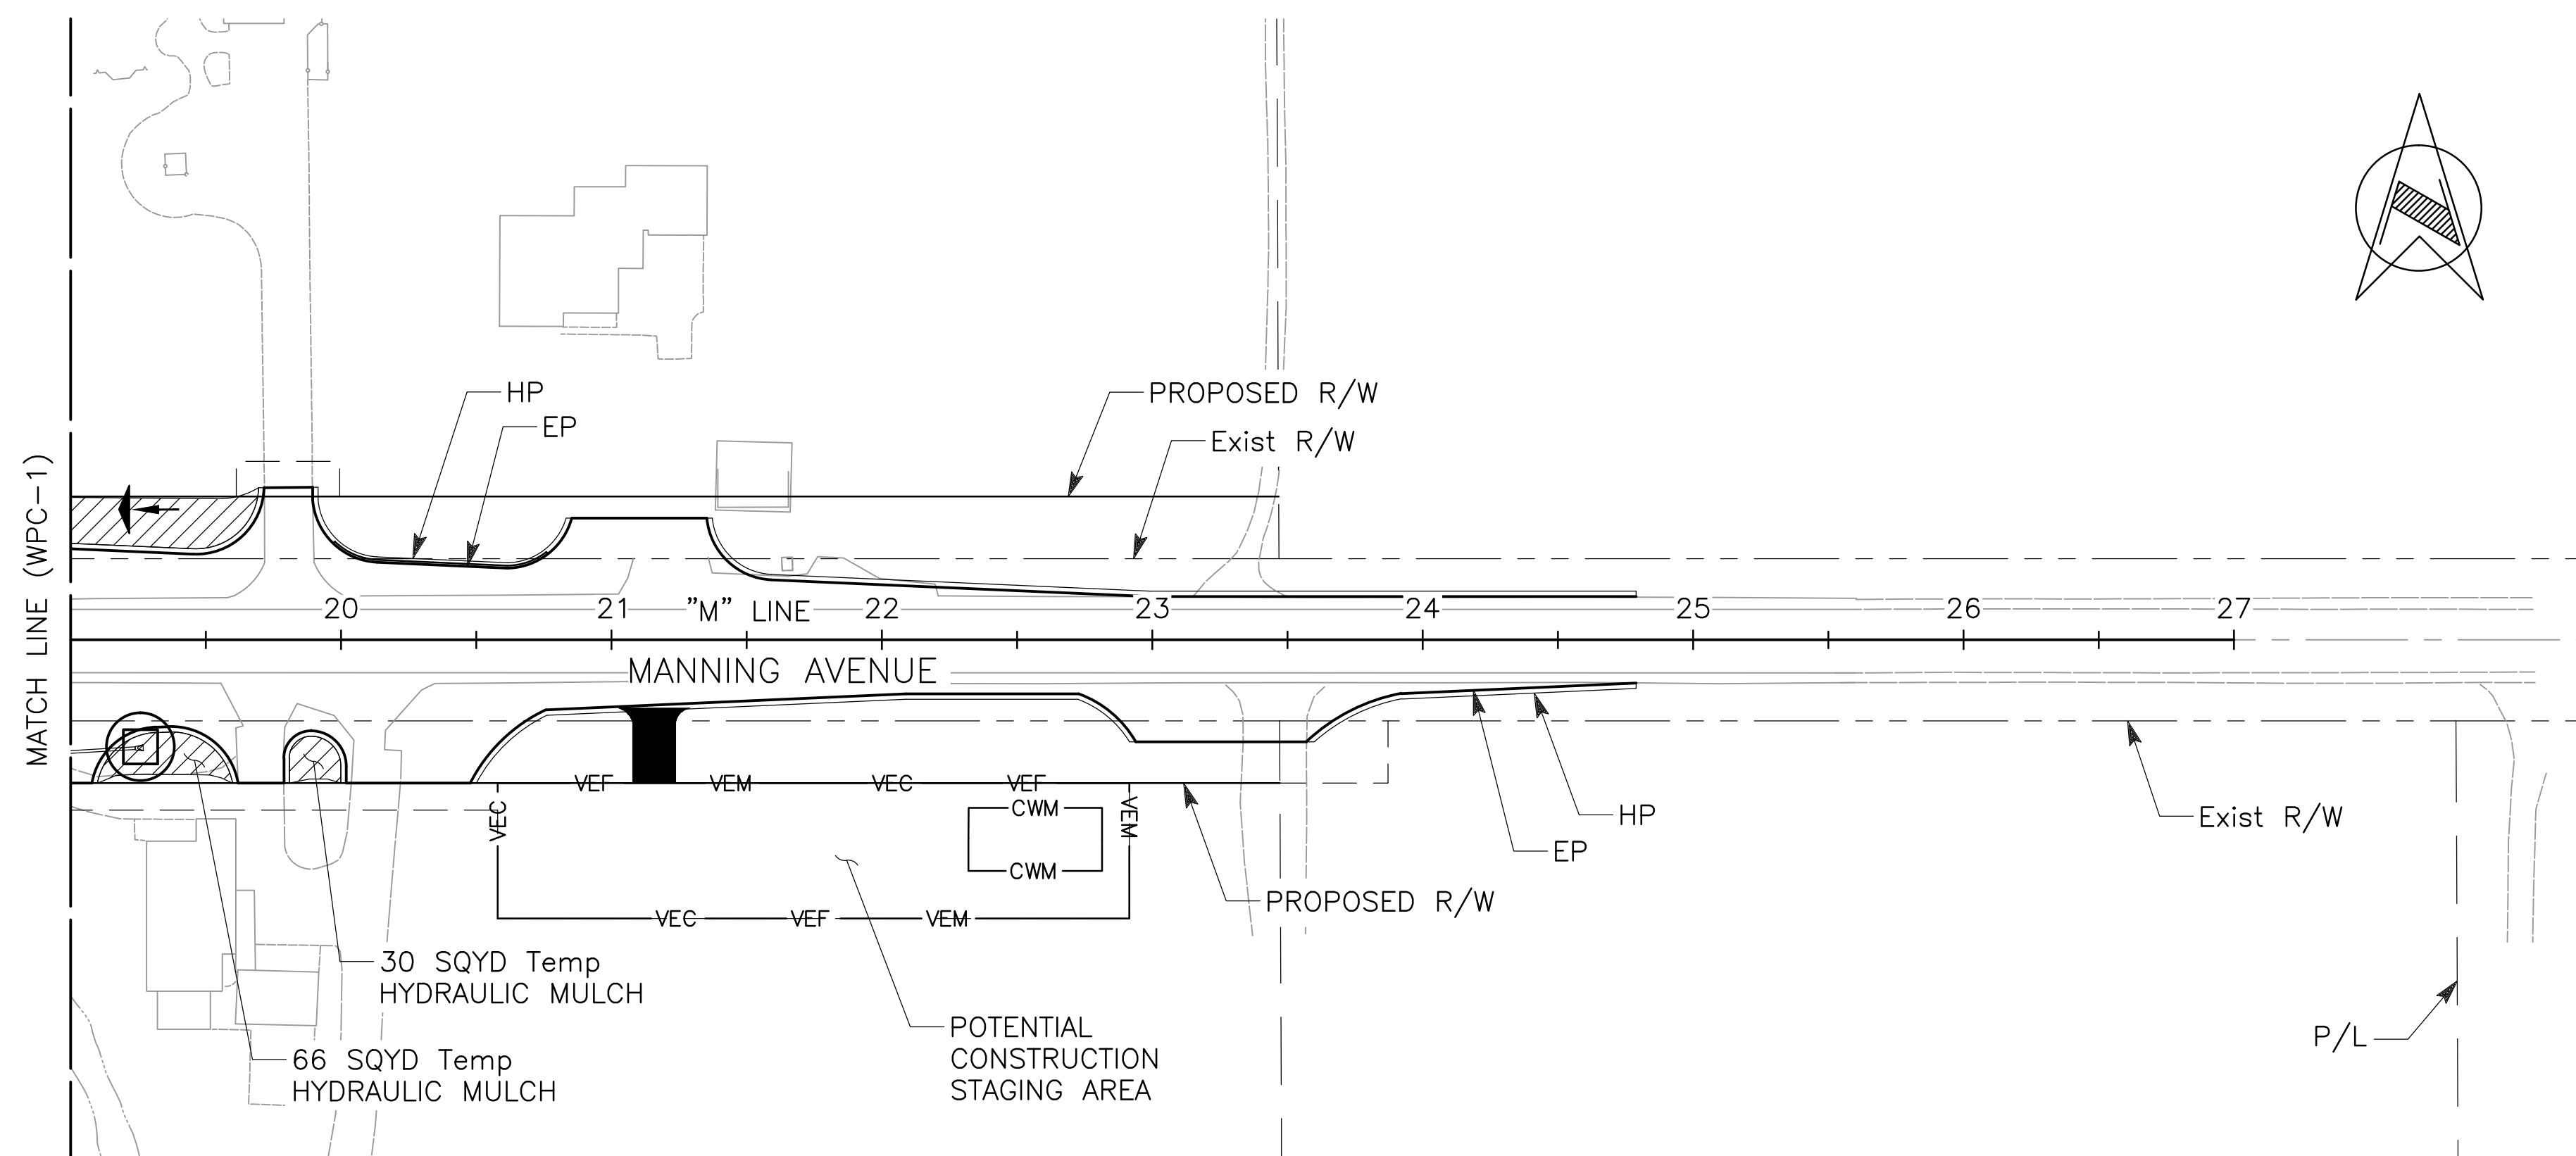 HP
EP
PROPOSED R/W
Exist R/W
MATCH LINE (WPC-1)
20 21 "M" LINE 22 23 24 25 26 27
MANNING AVENUE
VEF VEM VEC VEF
VEC
VEM
CWM
CWM
VEC VEF VEM
HP
EP
Exist R/W
PROPOSED R/W
30 SQYD Temp
HYDRAULIC MULCH
66 SQYD Temp
HYDRAULIC MULCH
POTENTIAL
CONSTRUCTION
STAGING AREA
P/L